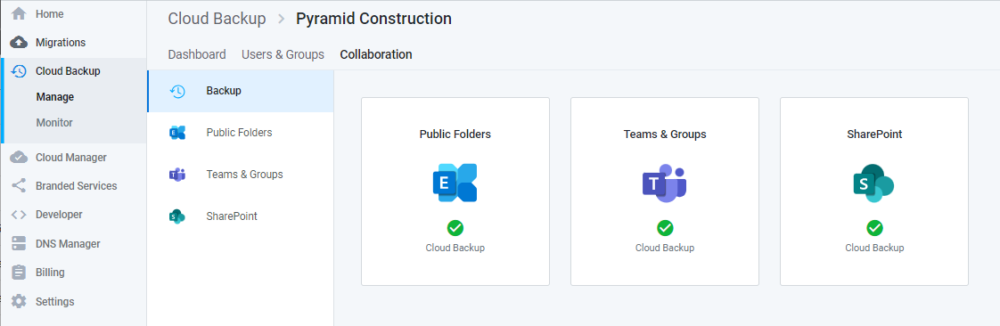 Home
Migrations
Cloud Backup
Manage
Monitor
Cloud Manager
Branded Services
Developer
DNS Manager
Billing
Settings
Cloud Backup > Pyramid Construction
Dashboard Users & Groups Collaboration
Backup
Public Folders
Teams & Groups
SharePoint
Public Folders
E
Cloud Backup
Teams & Groups
T
Cloud Backup
SharePoint
S
Cloud Backup